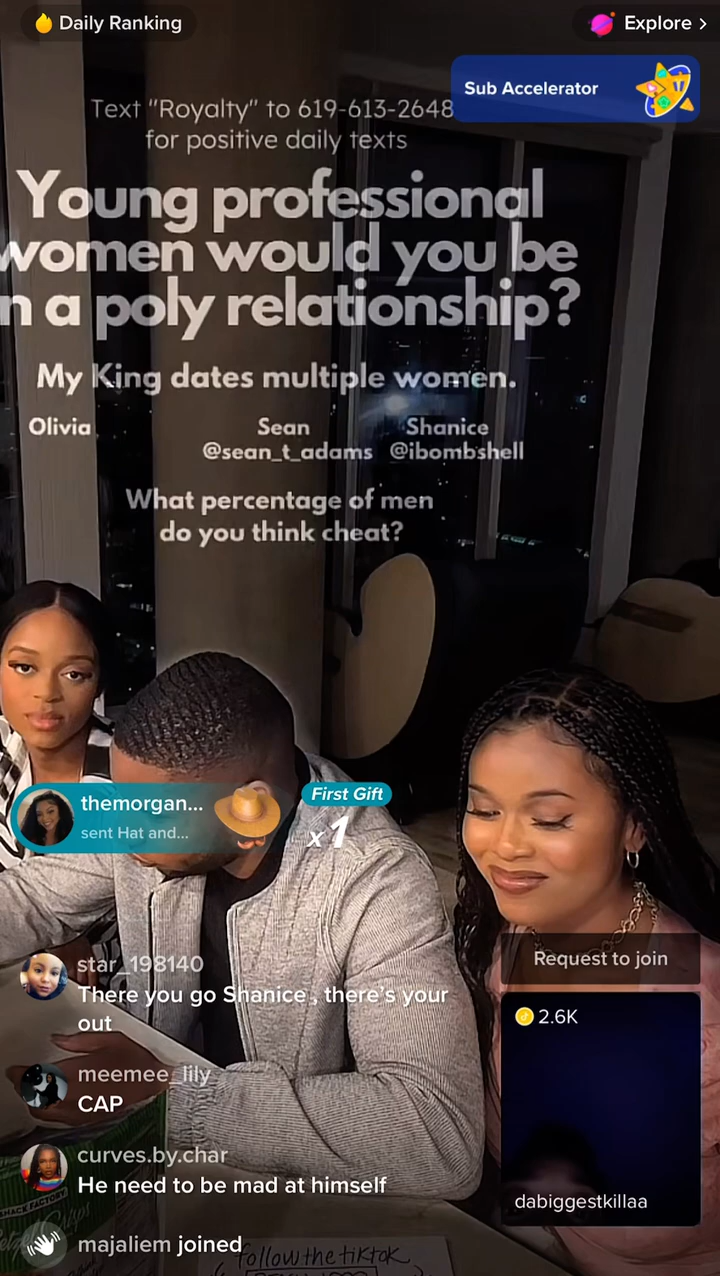 Daily Ranking
Explore >
Sub Accelerator
Text "Royalty" to 619-613-2648
for positive daily texts
Young professional
women would you be
n a poly relationship?
My King dates multiple women.
Olivia Sean Shanice
@sean_t_adams @ibombshell
What percentage of men
do you think cheat?
First Gift
themorgan...
sent Hat and...
x1
star_198140
There you go Shanice , there's your
out
Request to join
2.6K
meemee_lily
CAP
curves.by.char
He need to be mad at himself
dabiggestkillaa
majaliem joined
follow the tiktok